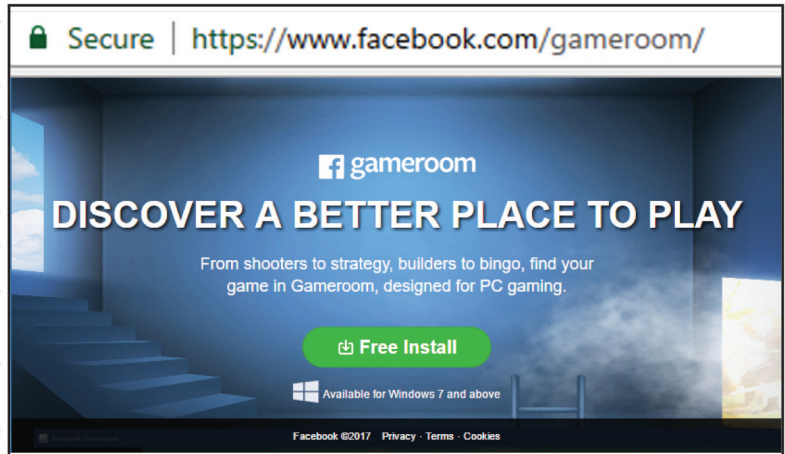 Secure | https://www.facebook.com/gameroom/
gameroom
DISCOVER A BETTER PLACE TO PLAY
From shooters to strategy, builders to bingo, find your
game in Gameroom, designed for PC gaming.
Free Install
Available for Windows 7 and above
Facebook Gameroom
Facebook ©2017 Privacy · Terms · Cookies